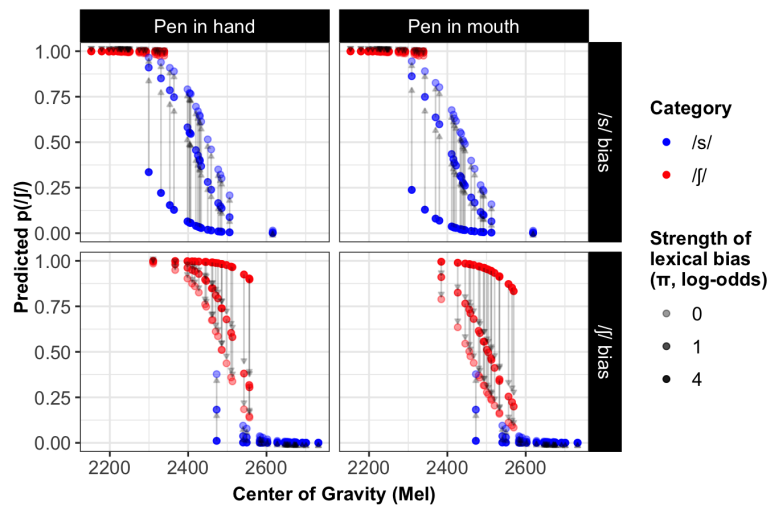 Pen in hand
Pen in mouth
1.00
0.75
0.50
0.25
0.00
/s/ bias
1.00
0.75
0.50
0.25
0.00
/ʃ/ bias
2200
2400
2600
2200
2400
2600
Center of Gravity (Mel)
Predicted p(/ʃ/)
Category
/s/
/ʃ/
Strength of
lexical bias
(π, log-odds)
0
1
4